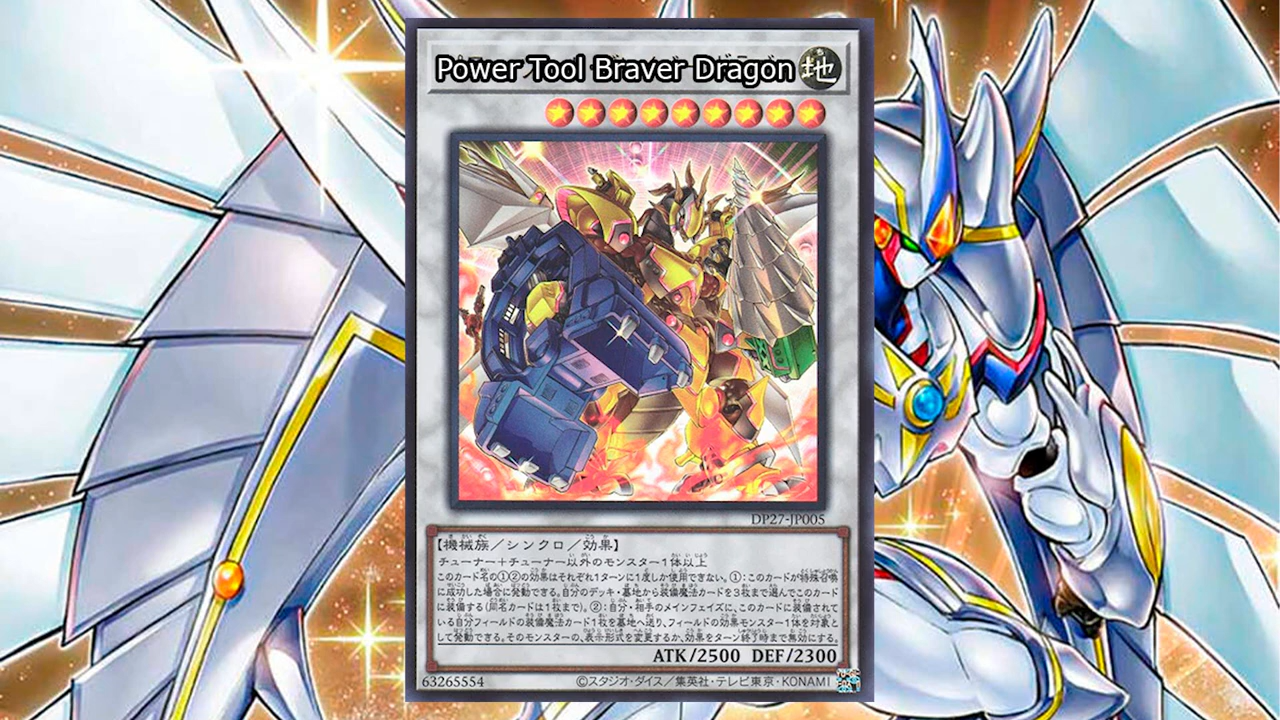 Power Tool Braver Dragon 地
DP27-JP005
【機械族／シンクロ／効果】
チューナー＋チューナー以外のモンスター1体以上
このカード名の①②の効果はそれぞれ1ターンに1度しか使用できない。①：このカードが特殊召喚
に成功した場合に発動できる。自分のデッキ・墓地から装備魔法カードを3枚まで選んでこのカード
に装備する（同名カードは1枚まで）。②：自分・相手のメインフェイズに、このカードに装備されて
いる自分フィールドの装備魔法カード1枚を墓地へ送り、フィールドの効果モンスター1体を対象と
して発動できる。そのモンスターの、表示形式を変更するか、効果をターン終了時まで無効にする。
ATK/2500 DEF/2300
63265554 ©スタジオ・ダイス／集英社・テレビ東京・KONAMI